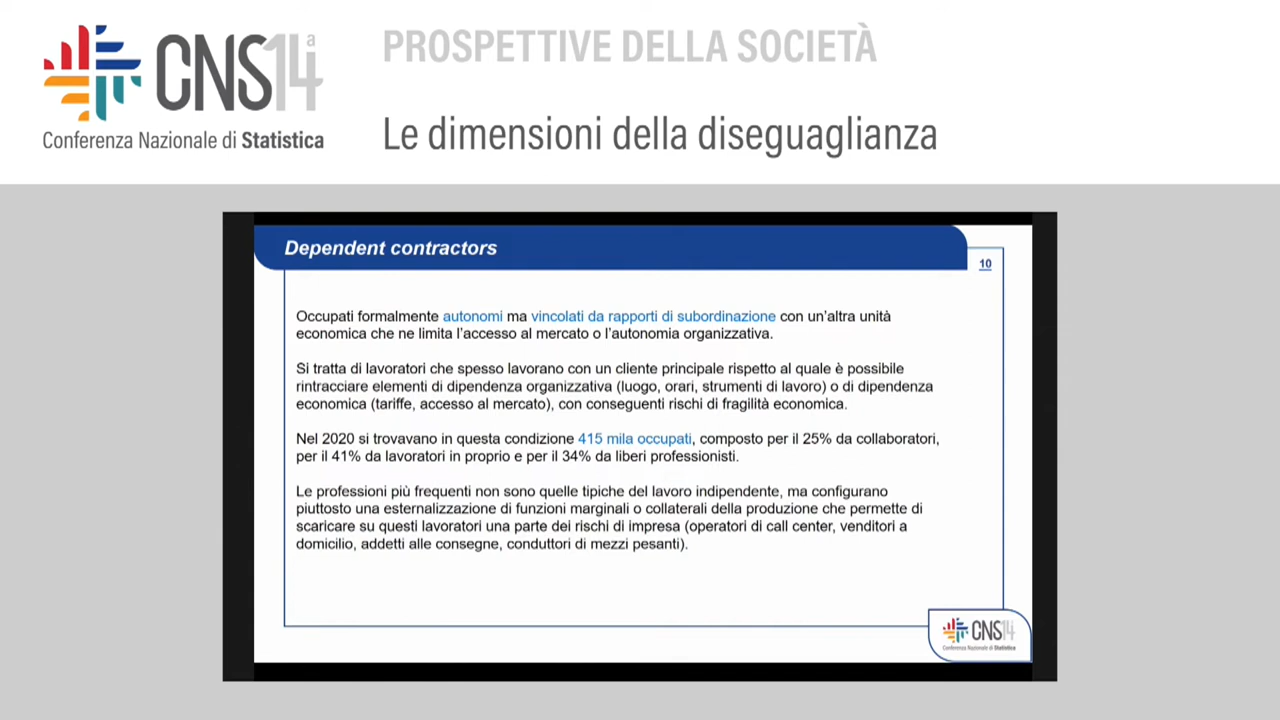 CNS14ª
Conferenza Nazionale di Statistica
PROSPETTIVE DELLA SOCIETÀ
Le dimensioni della diseguaglianza
Dependent contractors
10
Occupati formalmente autonomi ma vincolati da rapporti di subordinazione con un'altra unità
economica che ne limita l'accesso al mercato o l'autonomia organizzativa.
Si tratta di lavoratori che spesso lavorano con un cliente principale rispetto al quale è possibile
rintracciare elementi di dipendenza organizzativa (luogo, orari, strumenti di lavoro) o di dipendenza
economica (tariffe, accesso al mercato), con conseguenti rischi di fragilità economica.
Nel 2020 si trovavano in questa condizione 415 mila occupati, composto per il 25% da collaboratori,
per il 41% da lavoratori in proprio e per il 34% da liberi professionisti.
Le professioni più frequenti non sono quelle tipiche del lavoro indipendente, ma configurano
piuttosto una esternalizzazione di funzioni marginali o collaterali della produzione che permette di
scaricare su questi lavoratori una parte dei rischi di impresa (operatori di call center, venditori a
domicilio, addetti alle consegne, conduttori di mezzi pesanti).
CNS14
Conferenza Nazionale di Statistica